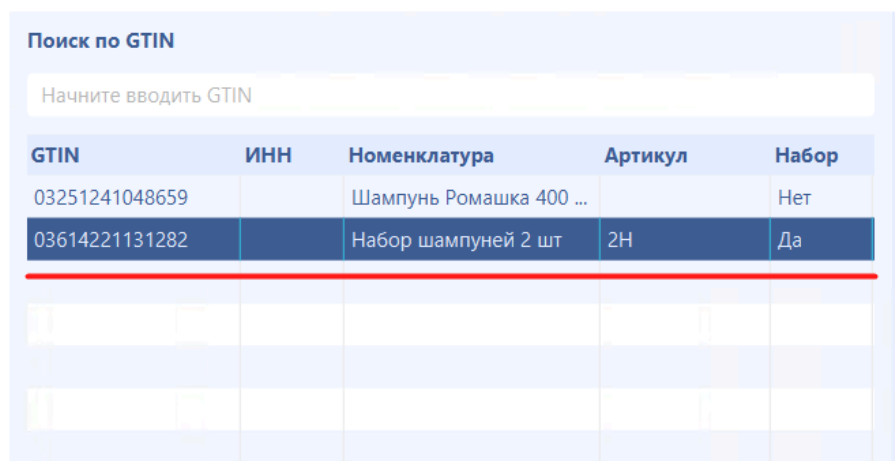 Поиск по GTIN
Начните вводить GTIN
GTIN ИНН Номенклатура Артикул Набор
03251241048659 Шампунь Ромашка 400 ... Нет
03614221131282 Набор шампуней 2 шт 2Н Да